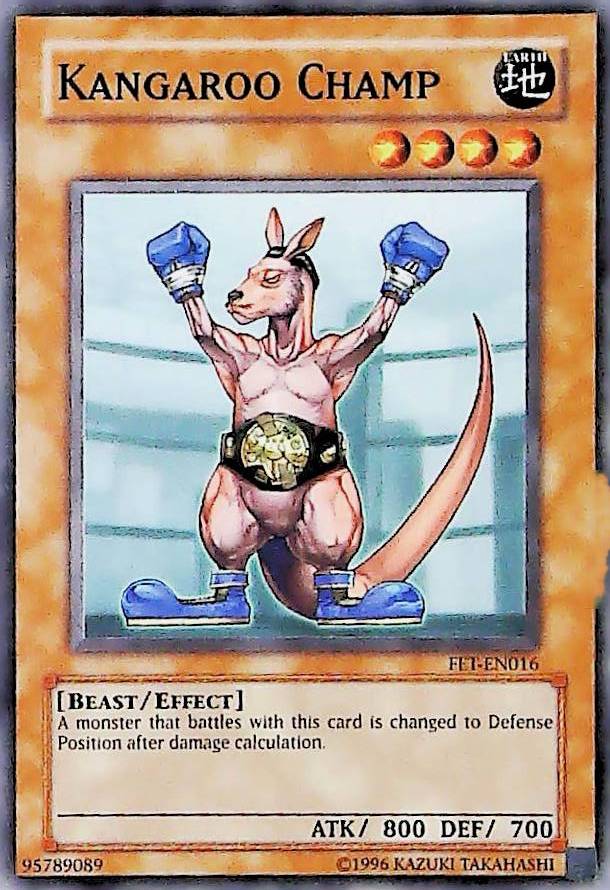 KANGAROO CHAMP
EARTH
地
FET-EN016
[BEAST/EFFECT]
A monster that battles with this card is changed to Defense
Position after damage calculation.
ATK/ 800 DEF/ 700
95789089
©1996 KAZUKI TAKAHASHI